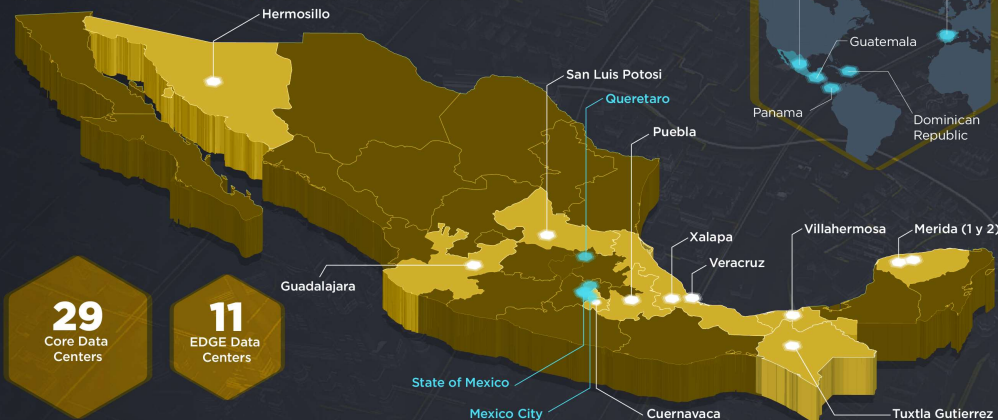 Hermosillo
Guatemala
San Luis Potosi
Queretaro
Panama
Dominican
Republic
Puebla
Villahermosa
Merida (1 y 2)
Xalapa
Veracruz
Guadalajara
29
Core Data
Centers
11
EDGE Data
Centers
State of Mexico
Mexico City
Cuernavaca
Tuxtla Gutierrez